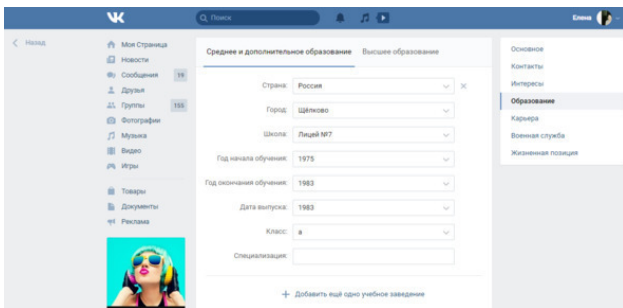 Поиск
Елена
Назад
Моя Страница
Новости
Сообщения 19
Друзья
Группы
Фотографии
Музыка
Видео
Игры
Товары
Документы
Реклама
Среднее и дополнительное образование Высшее образование
Страна: Россия
Город: Щёлково
Школа: Лицей №7
Год начала обучения: 1975
Год окончания обучения: 1983
Дата выпуска: 1983
Класс: а
Специализация:
+ Добавить ещё одно учебное заведение
Основное
Контакты
Интересы
Образование
Карьера
Военная служба
Жизненная позиция